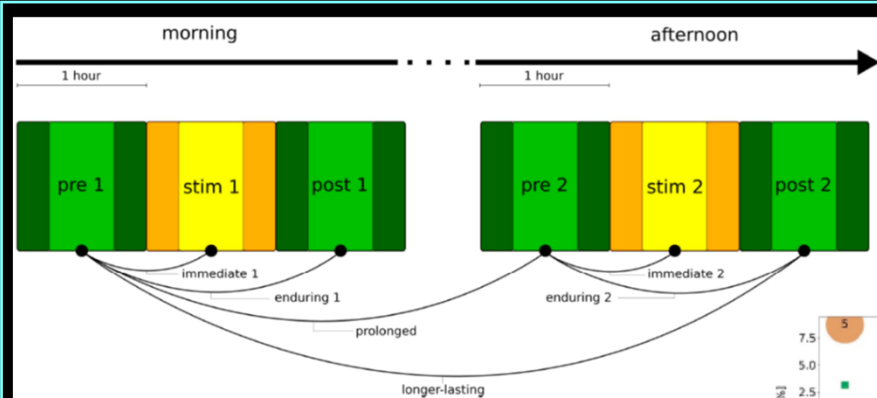 morning
afternoon
1 hour
1 hour
pre 1
stim 1
post 1
pre 2
stim 2
post 2
immediate 1
immediate 2
enduring 1
enduring 2
prolonged
longer-lasting
5
7.5
5.0
2.5
%]